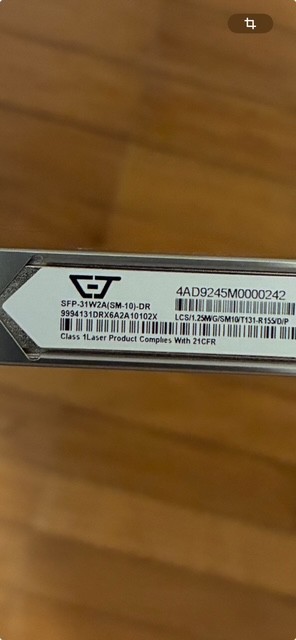 SFP-31W2A(SM-10)-DR
9994131DRX6A2A10102X
4AD9245M0000242
LCS/1.25M/G/SM10/T131-R155/D/P
Class 1Laser Product Complies With 21CFR